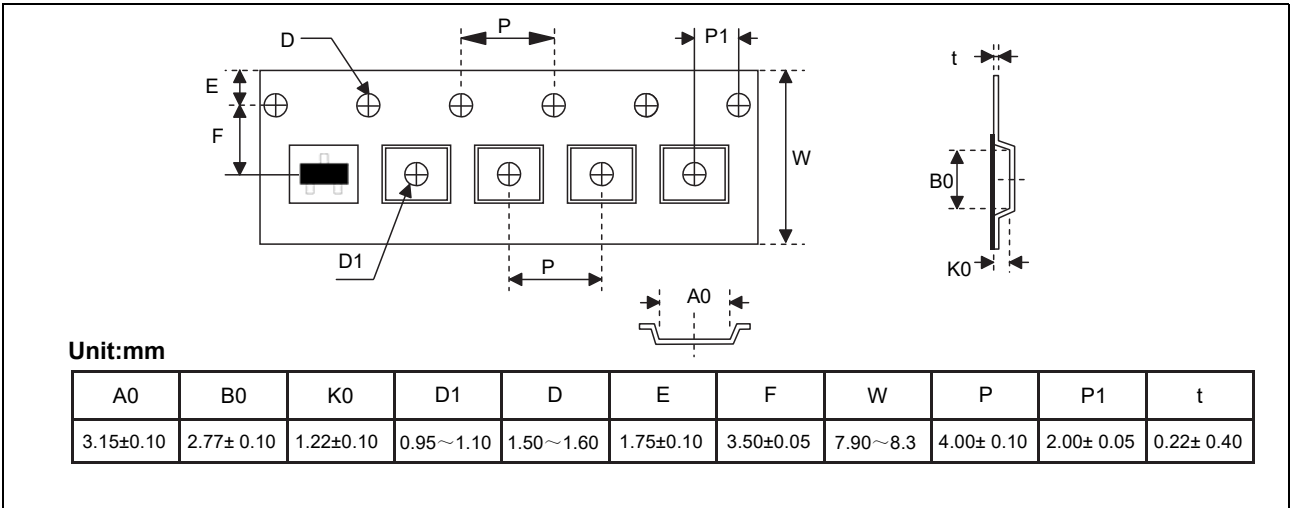 P
P1
D
t
E
F
W
B0
D1
P
K0
A0
Unit:mm
A0 B0 K0 D1 D E F W P P1 t
3.15±0.10 2.77± 0.10 1.22±0.10 0.95～1.10 1.50～1.60 1.75±0.10 3.50±0.05 7.90～8.3 4.00± 0.10 2.00± 0.05 0.22± 0.40